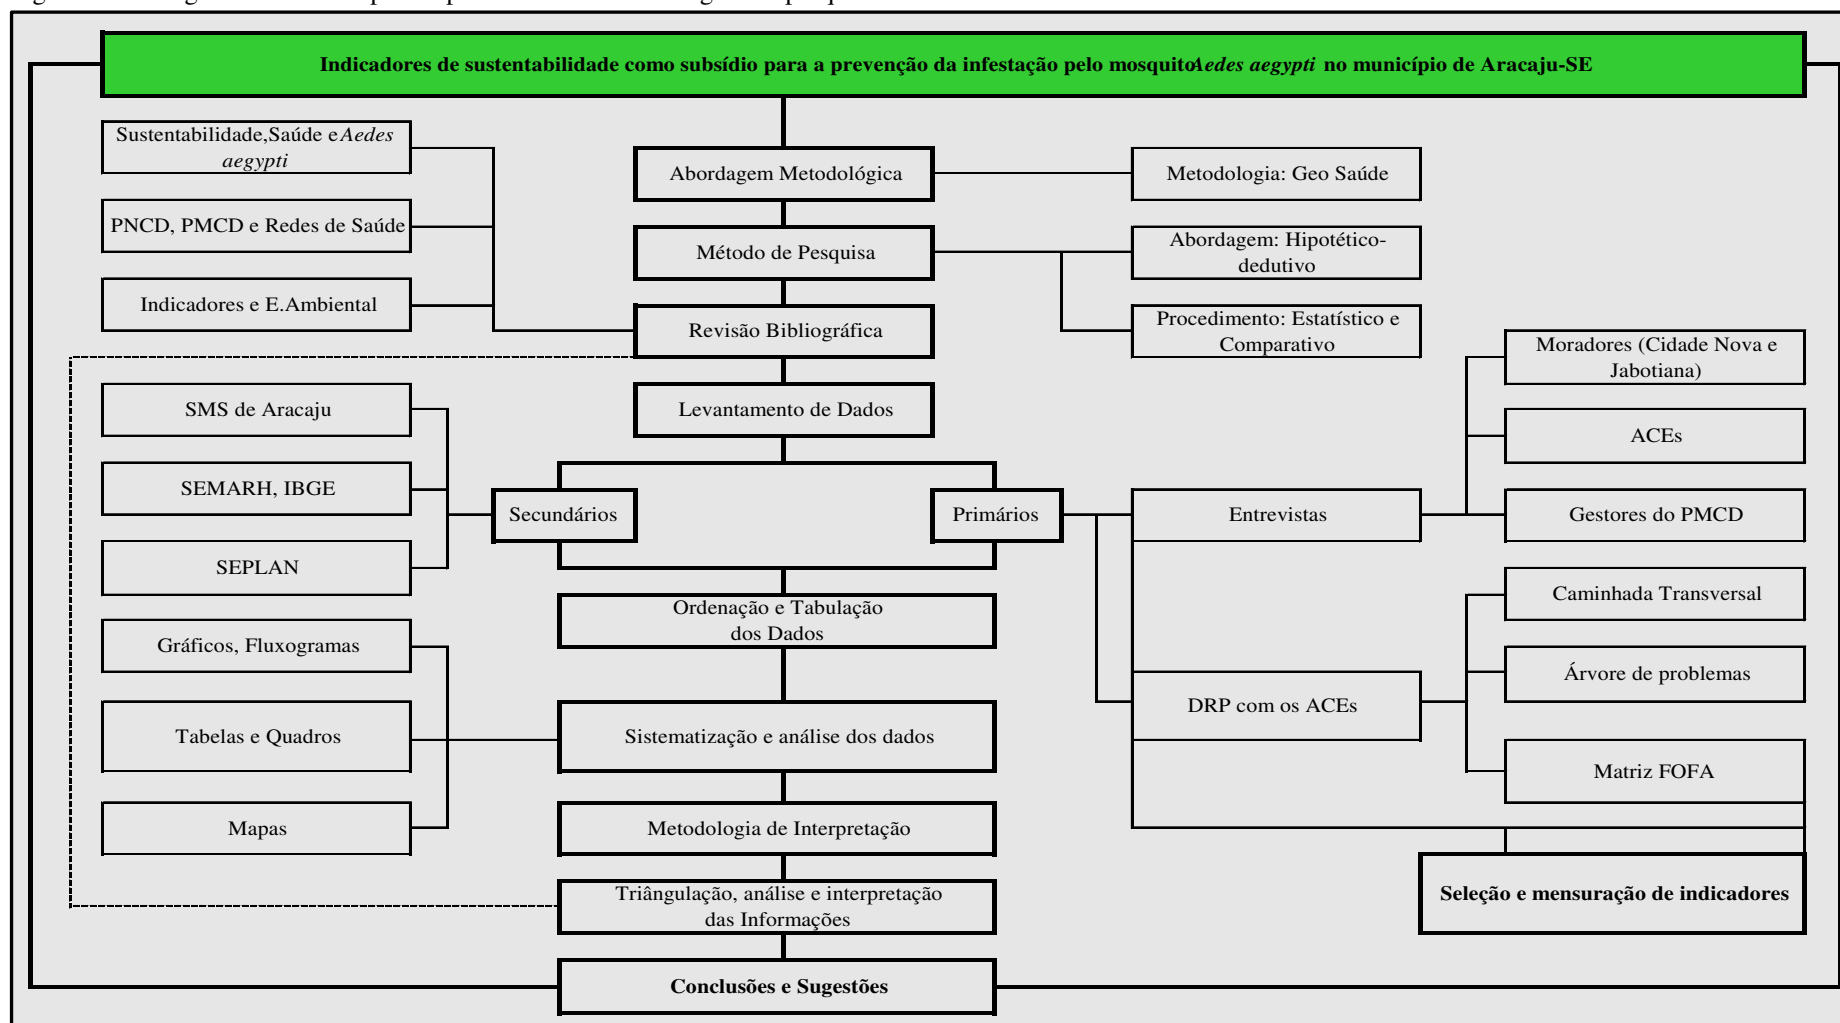 Indicadores de sustentabilidade como subsídio para a prevenção da infestação pelo mosquito Aedes aegypti no município de Aracaju-SE
Sustentabilidade,Saúde e Aedes
aegypti
Abordagem Metodológica
Metodologia: Geo Saúde
PNCD, PMCD e Redes de Saúde
Método de Pesquisa
Abordagem: Hipotético-
dedutivo
Indicadores e E.Ambiental
Revisão Bibliográfica
Procedimento: Estatístico e
Comparativo
Moradores (Cidade Nova e
Jabotiana)
SMS de Aracaju
Levantamento de Dados
ACEs
SEMARH, IBGE
Secundários
Primários
Entrevistas
Gestores do PMCD
SEPLAN
Caminhada Transversal
Ordenação e Tabulação
dos Dados
Gráficos, Fluxogramas
Árvore de problemas
DRP com os ACEs
Tabelas e Quadros
Sistematização e análise dos dados
Matriz FOFA
Mapas
Metodologia de Interpretação
Triângulação, análise e interpretação
das Informações
Seleção e mensuração de indicadores
Conclusões e Sugestões